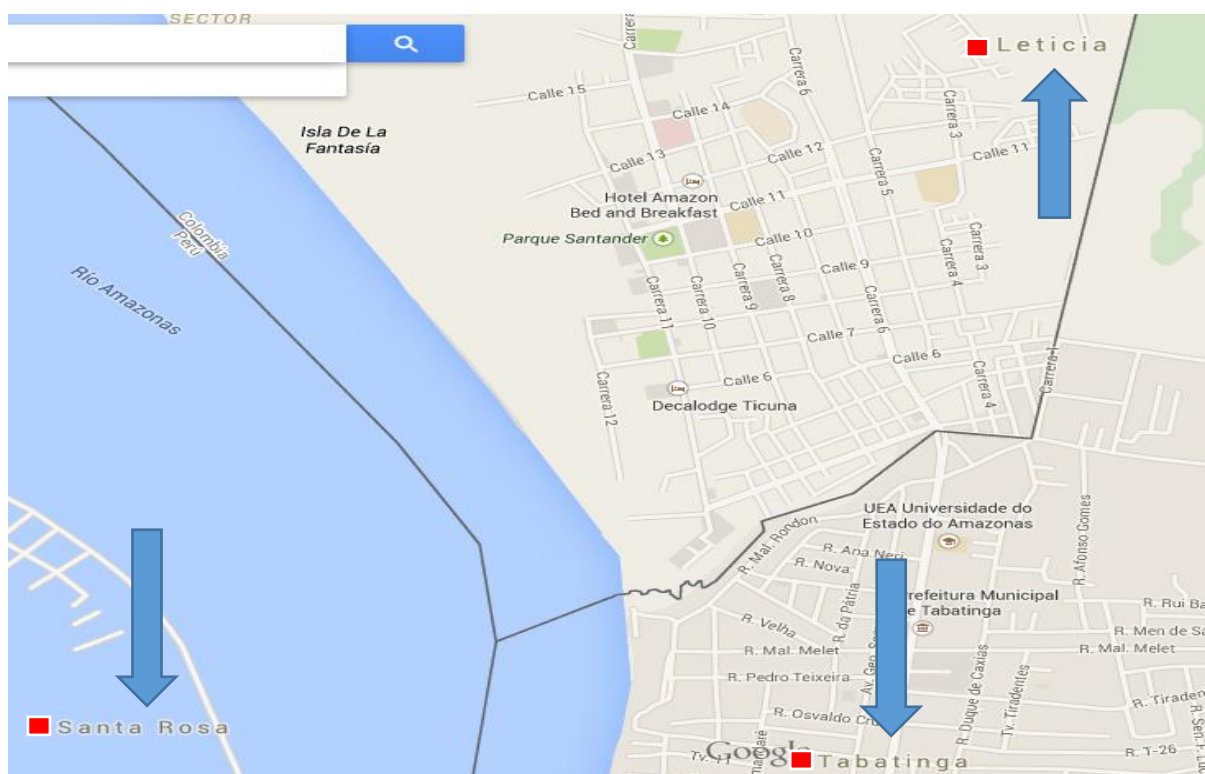 SECTOR
Leticia
Isla De La
Fantasía
Colombia
Perú
Río Amazonas
Calle 15
Calle 14
Calle 13
Calle 12
Calle 11
Calle 11
Calle 10
Calle 9
Calle 7
Calle 6
Calle 6
Carrera 6
Carrera 3
Carrera 5
Carrera 4
Carrera 3
Carrera 11
Carrera 10
Carrera 9
Carrera 8
Carrera 6
Carrera 4
Carrera 1
Carrera 12
Hotel Amazon
Bed and Breakfast
Parque Santander
Decalodge Ticuna
UEA Universidade do
Estado do Amazonas
R. Mal. Rondon
R. Ana Neri
R. Nova
R. da Pátria
R. Afonso Gomes
Prefeitura Municipal
de Tabatinga
R. Velha
R. Mal. Melet
R. Pedro Teixeira
R. Osvaldo
R. Duque de Caxias
Tv. Tiradentes
R. Men de
R. Mal. Melet
R. T-26
Santa Rosa
Google
Tabatinga